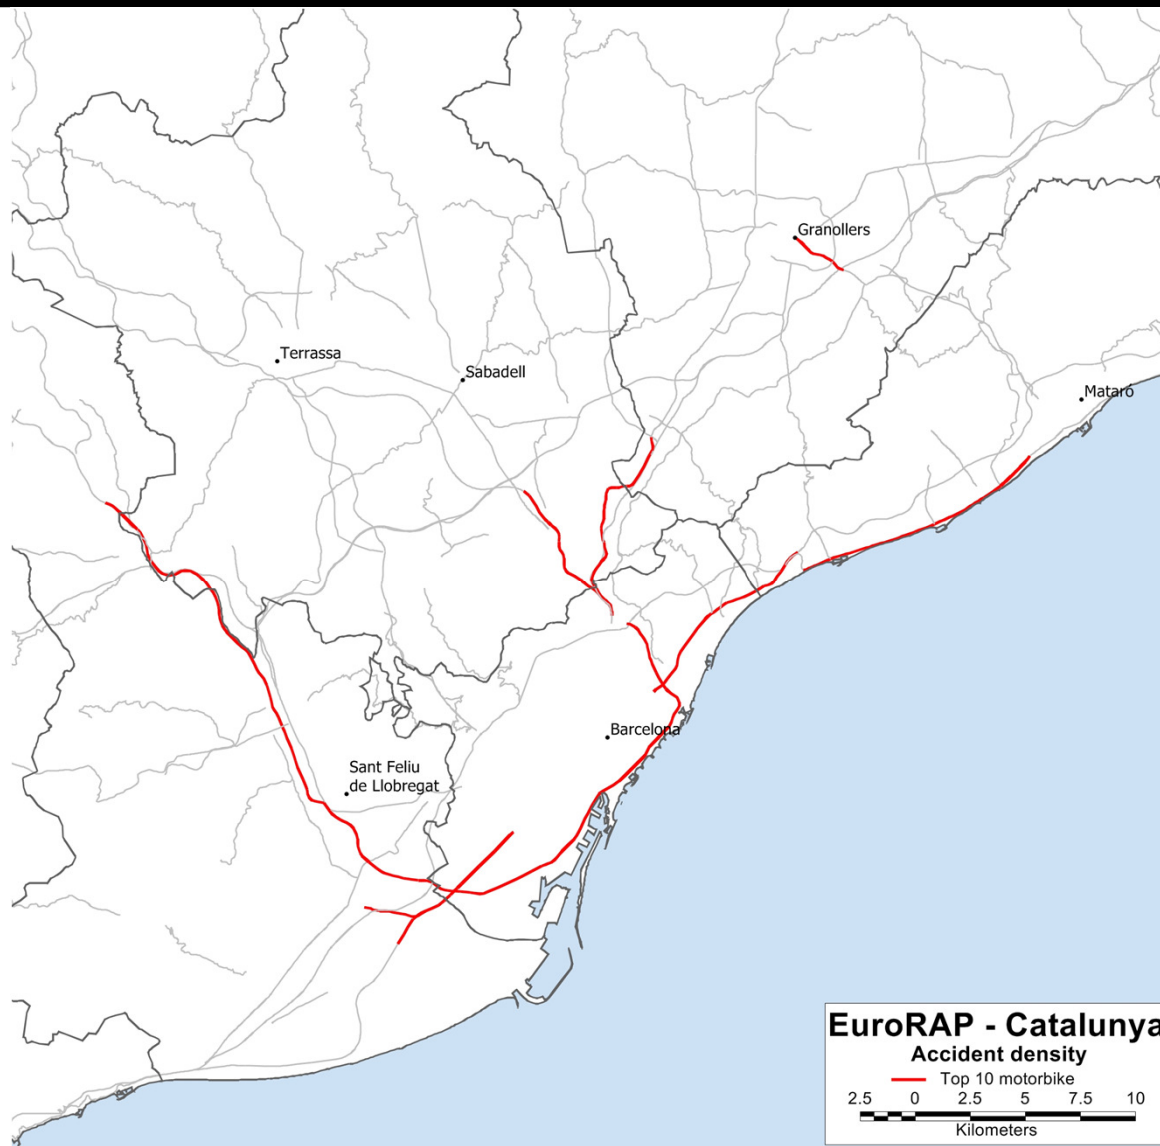 Granollers
Terrassa
Sabadell
Mataró
Barcelona
Sant Feliu
de Llobregat
EuroRAP - Catalunya
Accident density
Top 10 motorbike
2.5 0 2.5 5 7.5 10
Kilometers